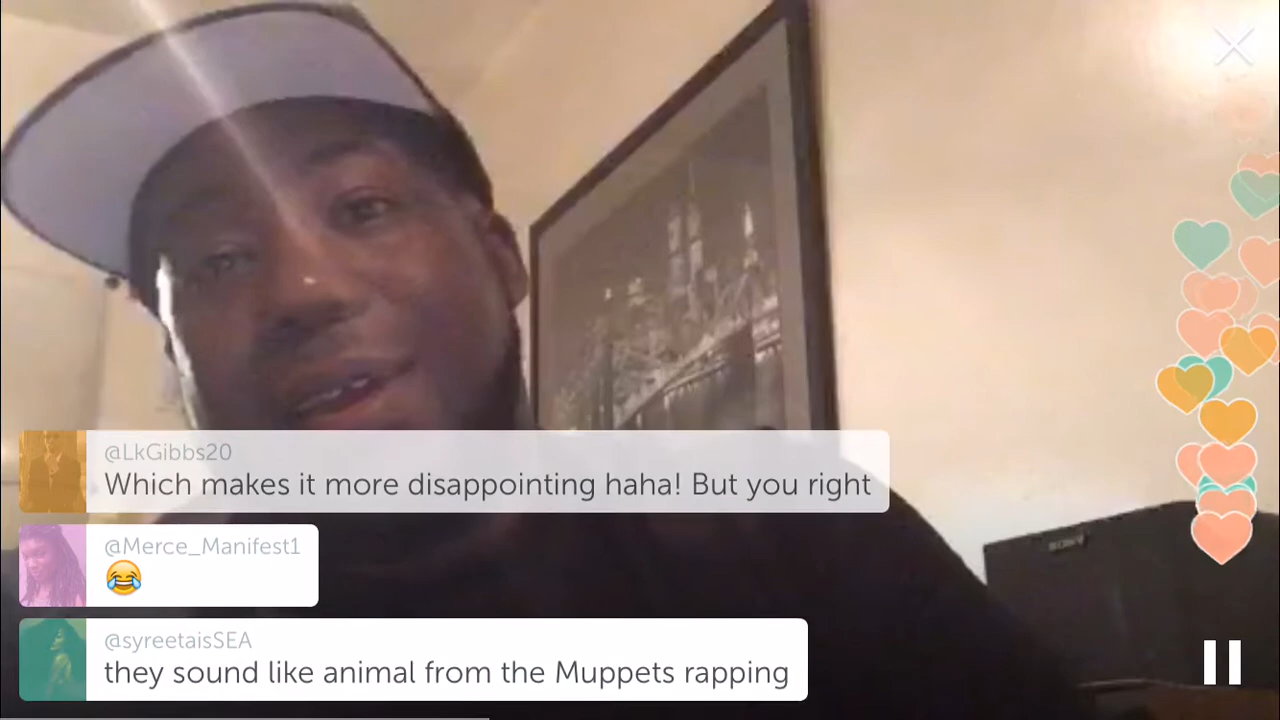 @LkGibbs20
Which makes it more disappointing haha! But you right
@Merce_Manifest1
😂
@syreetaisSEA
they sound like animal from the Muppets rapping
SONY